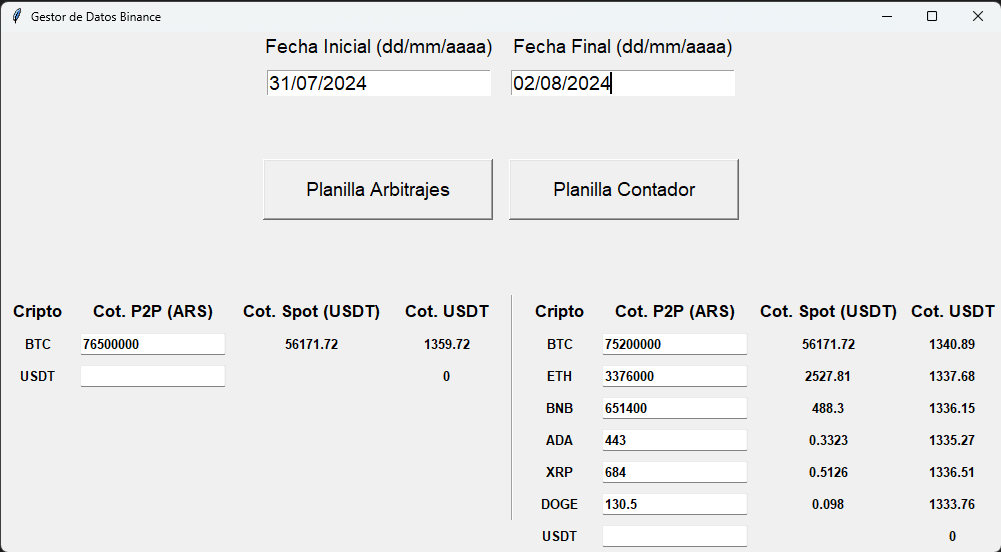 Gestor de Datos Binance
Fecha Inicial (dd/mm/aaaa) Fecha Final (dd/mm/aaaa)
31/07/2024 02/08/2024
Planilla Arbitrajes Planilla Contador
Cripto Cot. P2P (ARS) Cot. Spot (USDT) Cot. USDT Cripto Cot. P2P (ARS) Cot. Spot (USDT) Cot. USDT
BTC 76500000 56171.72 1359.72 BTC 75200000 56171.72 1340.89
USDT 0 ETH 3376000 2527.81 1337.68
BNB 651400 488.3 1336.15
ADA 443 0.3323 1335.27
XRP 684 0.5126 1336.51
DOGE 130.5 0.098 1333.76
USDT 0